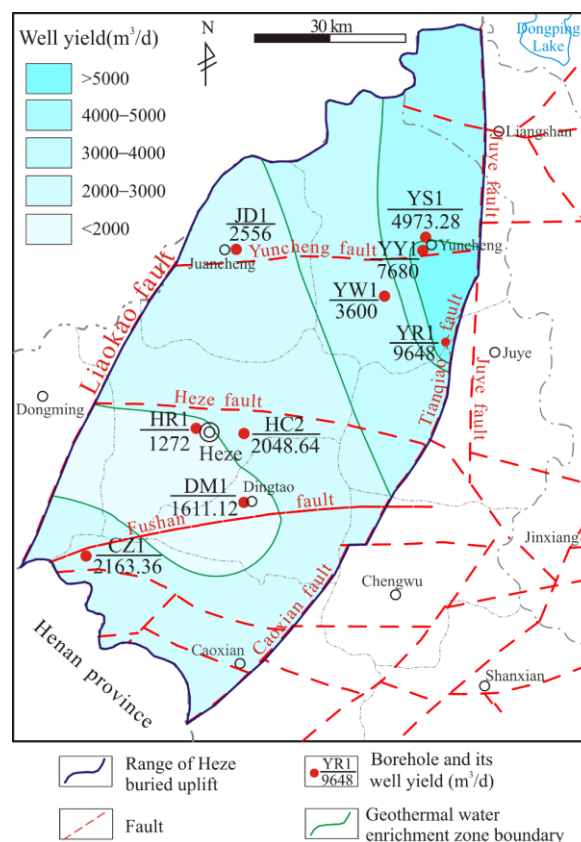 Well yield(m³/d)
>5000
4000–5000
3000–4000
2000–3000
<2000
N
30 km
Dongping
Lake
Liangshan
Juye fault
YS1
4973.28
Yuncheng
JD1
2556
Juancheng
Yuncheng fault
YY1
7680
YW1
3600
YR1
9648
Tianqiao fault
Juye
Juye fault
Liaokao fault
Dongming
Heze fault
HR1
1272
Heze
HC2
2048.64
DM1
1611.12
Dingtao
Fushan fault
CZ1
2163.36
Jinxiang
Chengwu
Caoxian fault
Caoxian
Shanxian
Henan province
Range of Heze
buried uplift
YR1
9648
Borehole and its
well yield (m³/d)
Fault
Geothermal water
enrichment zone boundary